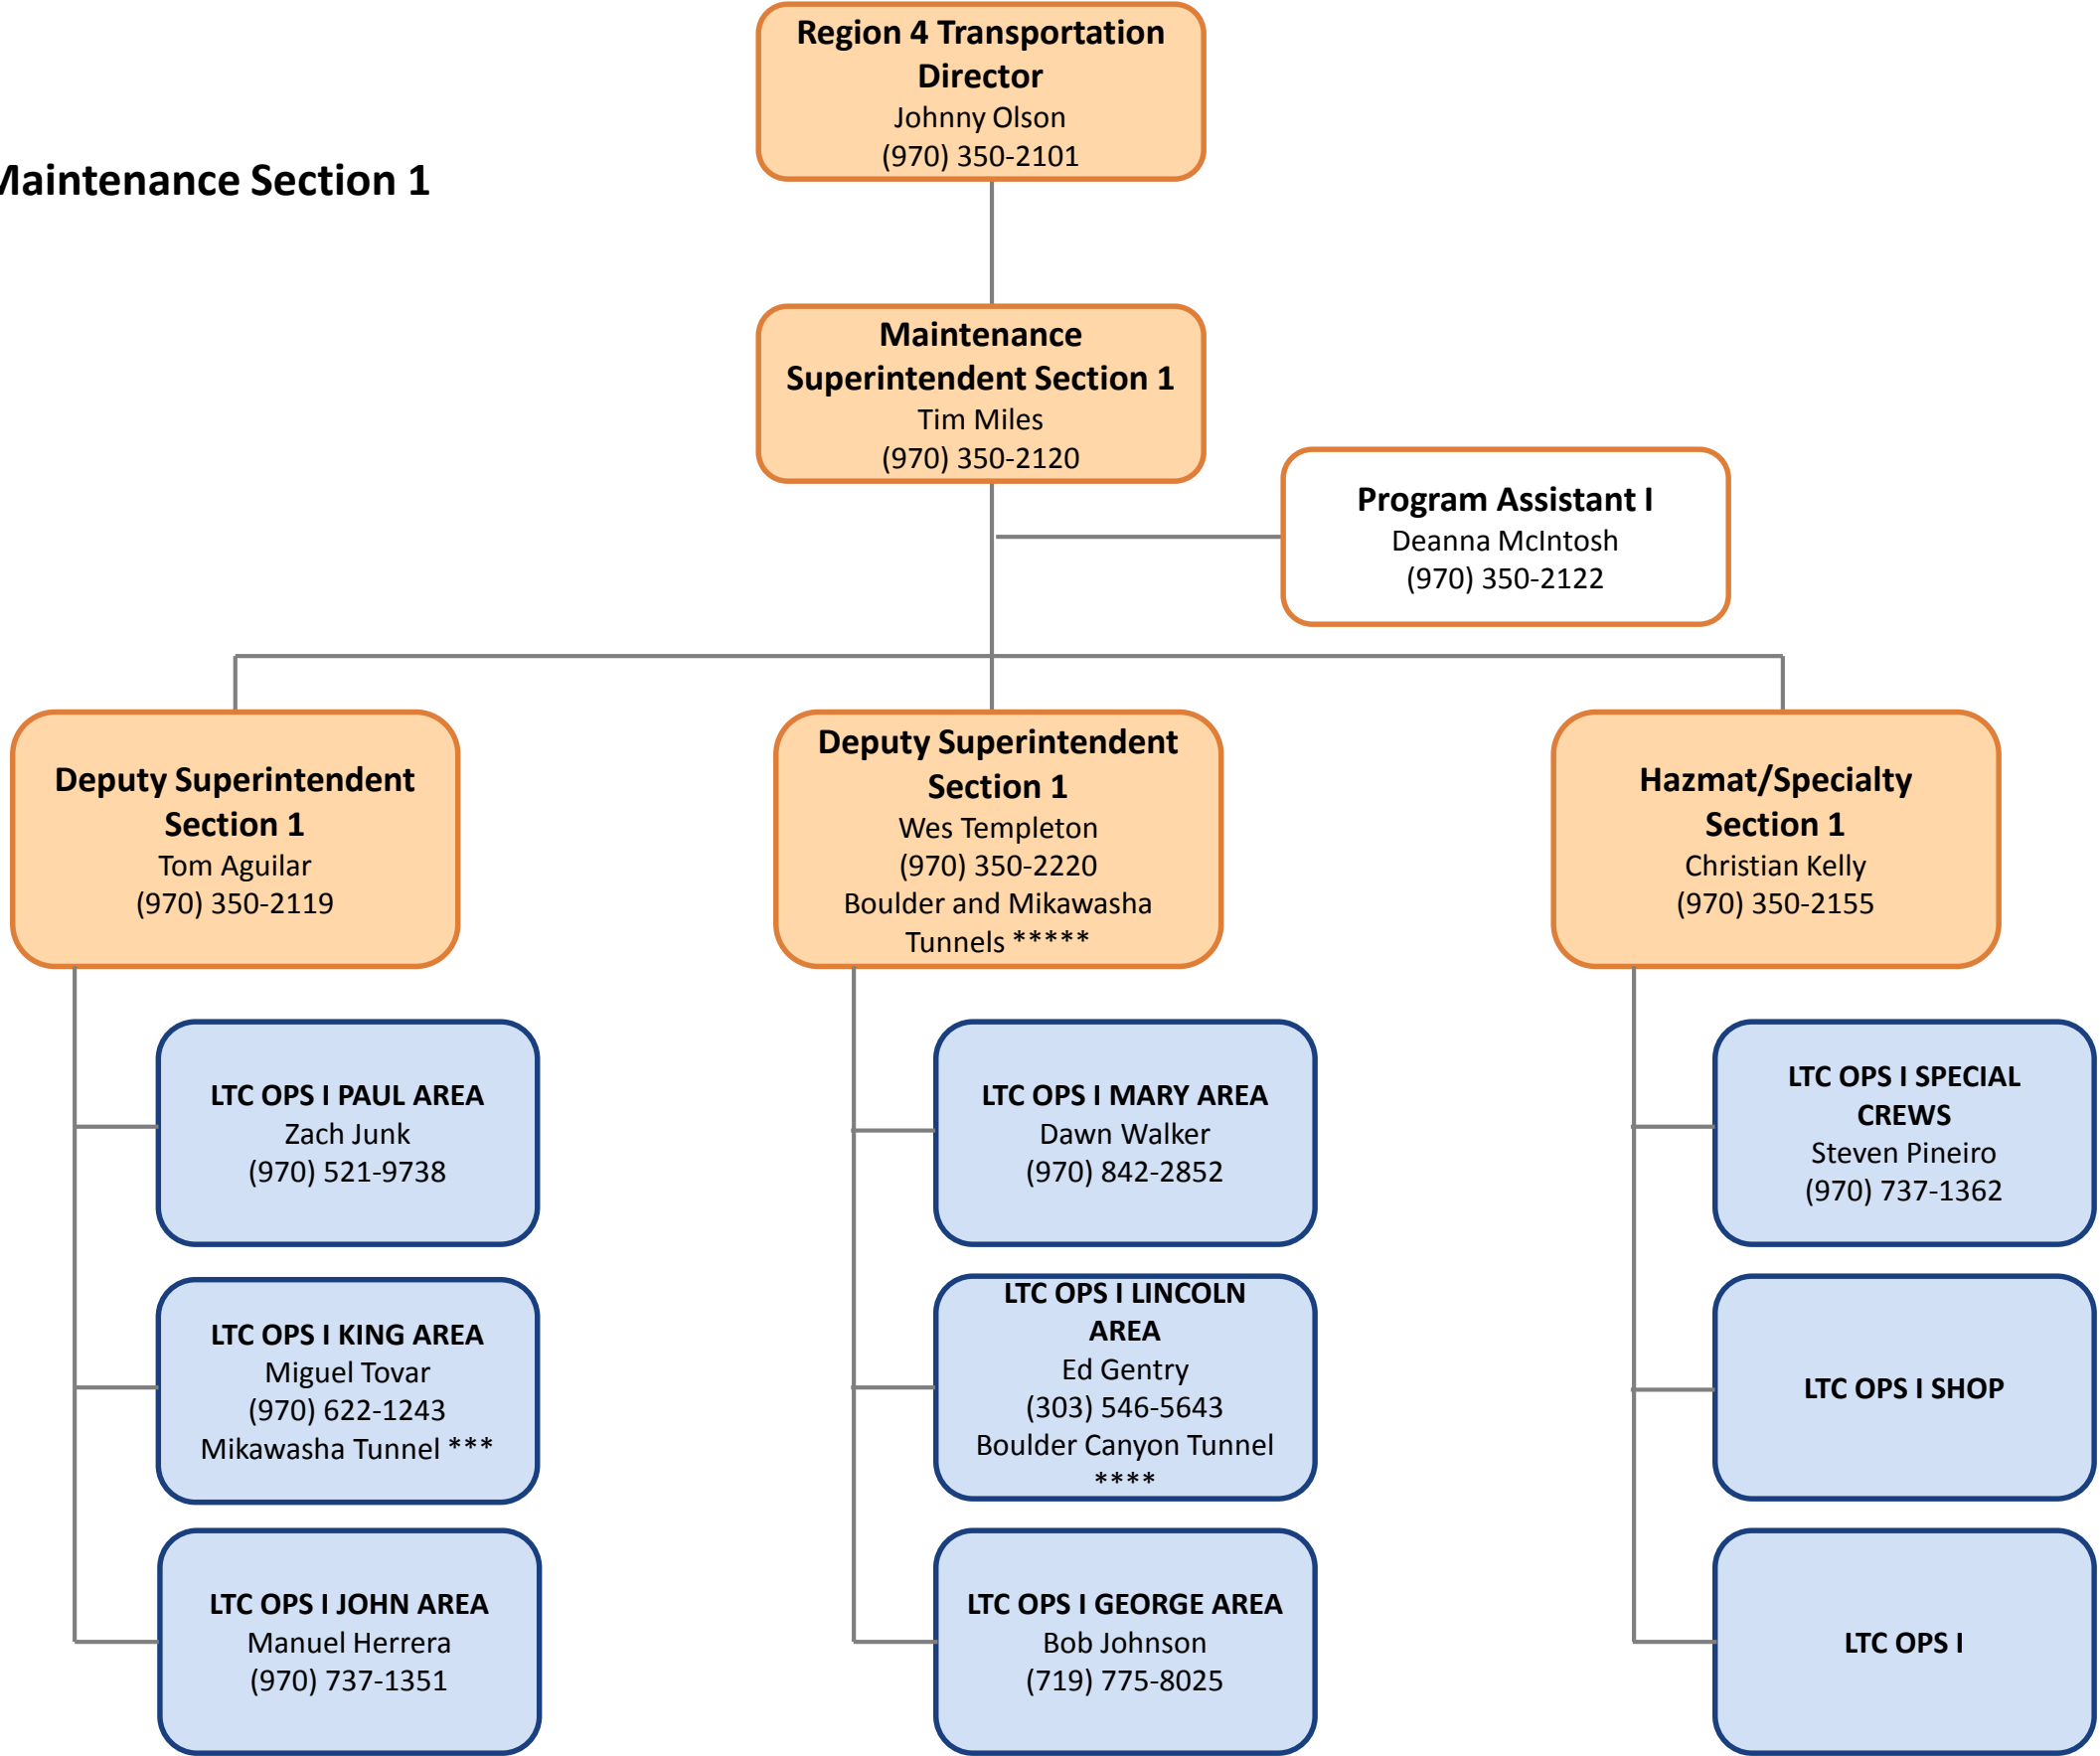 Region 4 Transportation
Director
Johnny Olson
(970) 350-2101
Maintenance Section 1
Maintenance
Superintendent Section 1
Tim Miles
(970) 350-2120
Program Assistant I
Deanna McIntosh
(970) 350-2122
Deputy Superintendent
Section 1
Tom Aguilar
(970) 350-2119
Deputy Superintendent
Section 1
Wes Templeton
(970) 350-2220
Boulder and Mikawasha
Tunnels *****
Hazmat/Specialty
Section 1
Christian Kelly
(970) 350-2155
LTC OPS I PAUL AREA
Zach Junk
(970) 521-9738
LTC OPS I MARY AREA
Dawn Walker
(970) 842-2852
LTC OPS I SPECIAL
CREWS
Steven Pineiro
(970) 737-1362
LTC OPS I KING AREA
Miguel Tovar
(970) 622-1243
Mikawasha Tunnel ***
LTC OPS I LINCOLN
AREA
Ed Gentry
(303) 546-5643
Boulder Canyon Tunnel
****
LTC OPS I SHOP
LTC OPS I JOHN AREA
Manuel Herrera
(970) 737-1351
LTC OPS I GEORGE AREA
Bob Johnson
(719) 775-8025
LTC OPS I